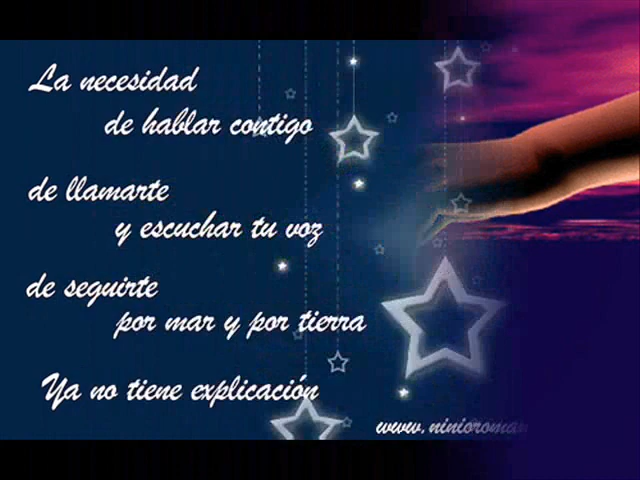 La necesidad
de hablar contigo
de llamarte
y escuchar tu voz
de seguirte
por mar y por tierra
Ya no tiene explicación